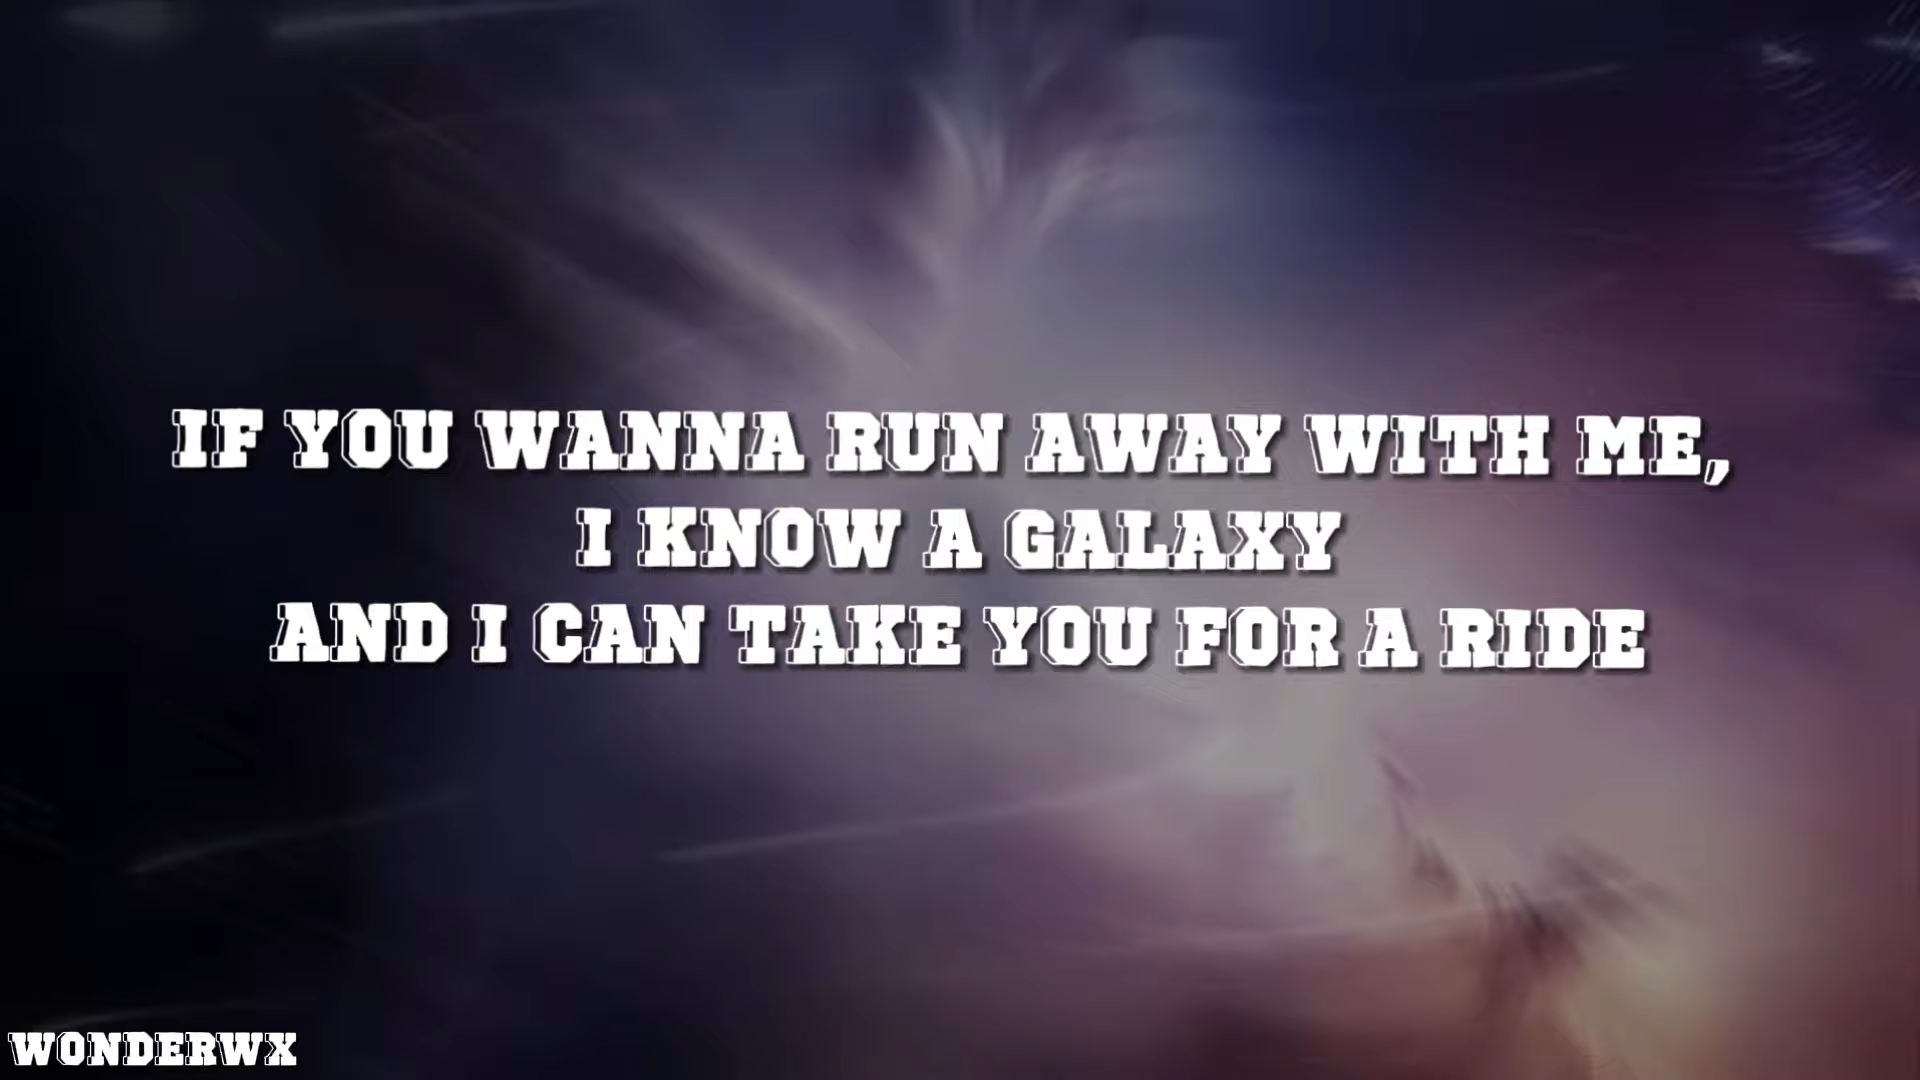 IF YOU WANNA RUN AWAY WITH ME,
I KNOW A GALAXY
AND I CAN TAKE YOU FOR A RIDE
WONDERWX